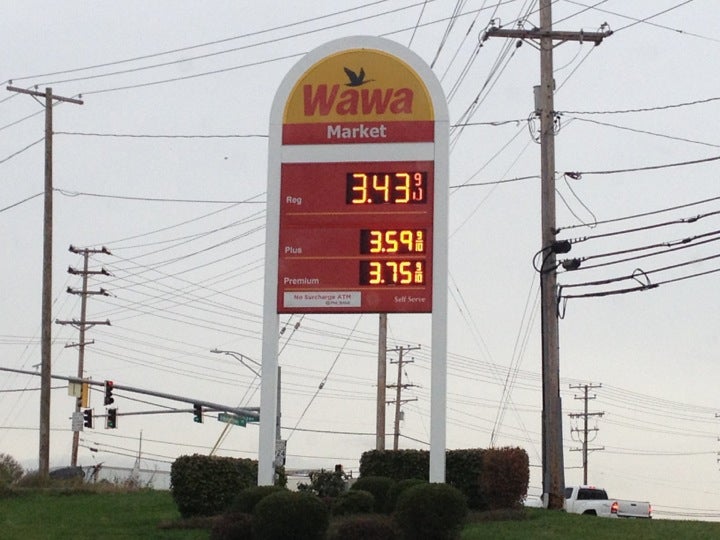 Wawa
Market
Reg 3.43 9
Plus 3.59 9/10
Premium 3.75 9/10
No Surcharge ATM
Self Serve